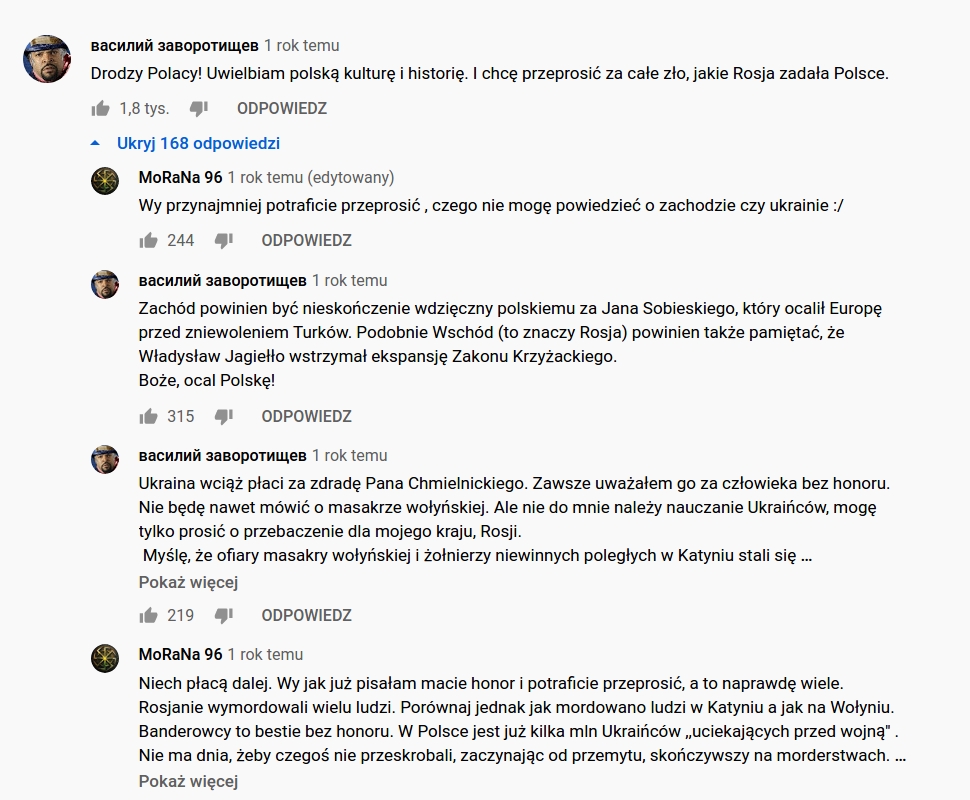 василий заворотищев 1 rok temu
Drodzy Polacy! Uwielbiam polską kulturę i historię. I chcę przeprosić za całe zło, jakie Rosja zadała Polsce.
1,8 tys. ODPOWIEDZ
Ukryj 168 odpowiedzi
MoRaNa 96 1 rok temu (edytowany)
Wy przynajmniej potraficie przeprosić , czego nie mogę powiedzieć o zachodzie czy ukrainie :/
244 ODPOWIEDZ
василий заворотищев 1 rok temu
Zachód powinien być nieskończenie wdzięczny polskiemu za Jana Sobieskiego, który ocalił Europę
przed zniewoleniem Turków. Podobnie Wschód (to znaczy Rosja) powinien także pamiętać, że
Władysław Jagiełło wstrzymał ekspansję Zakonu Krzyżackiego.
Boże, ocal Polskę!
315 ODPOWIEDZ
василий заворотищев 1 rok temu
Ukraina wciąż płaci za zdradę Pana Chmielnickiego. Zawsze uważałem go za człowieka bez honoru.
Nie będę nawet mówić o masakrze wołyńskiej. Ale nie do mnie należy nauczanie Ukraińców, mogę
tylko prosić o przebaczenie dla mojego kraju, Rosji.
Myślę, że ofiary masakry wołyńskiej i żołnierzy niewinnych poległych w Katyniu stali się ...
Pokaż więcej
219 ODPOWIEDZ
MoRaNa 96 1 rok temu
Niech płacą dalej. Wy jak już pisałam macie honor i potraficie przeprosić, a to naprawdę wiele.
Rosjanie wymordowali wielu ludzi. Porównaj jednak jak mordowano ludzi w Katyniu a jak na Wołyniu.
Banderowcy to bestie bez honoru. W Polsce jest już kilka mln Ukraińców ,,uciekających przed wojną" .
Nie ma dnia, żeby czegoś nie przeskrobali, zaczynając od przemytu, skończywszy na morderstwach. ...
Pokaż więcej